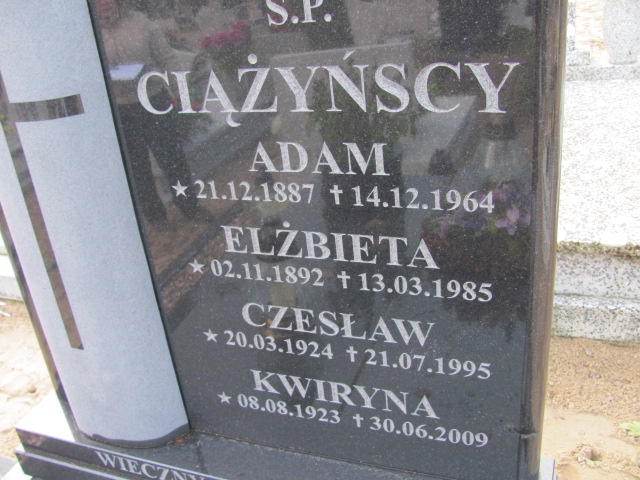 Ś.P.
CIĄŻYŃSCY
ADAM
★ 21.12.1887 ✝ 14.12.1964
ELŻBIETA
★ 02.11.1892 ✝ 13.03.1985
CZESŁAW
★ 20.03.1924 ✝ 21.07.1995
KWIRYNA
★ 08.08.1923 ✝ 30.06.2009